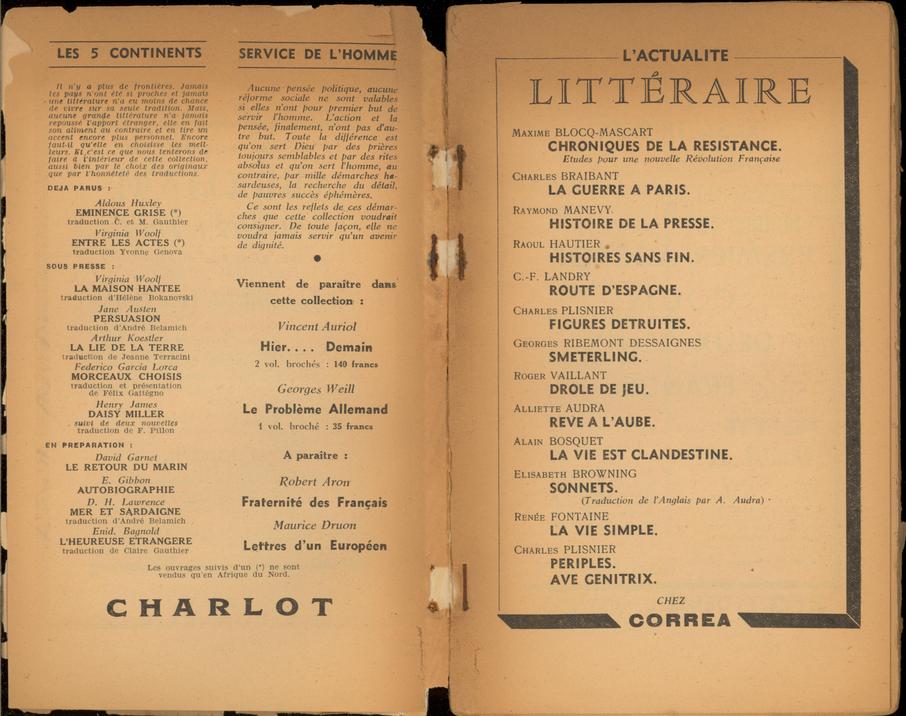 LES 5 CONTINENTS
Il n'y a plus de frontières. Jamais
les pays n'ont été si proches et jamais
une littérature n'a eu moins de chance
de vivre sur sa seule tradition. Mais,
aucune grande littérature n'a jamais
repoussé l'apport étranger, elle en fait
son aliment au contraire et en tire un
accent encore plus personnel. Encore
faut-il qu'elle en choisisse les meil-
leurs. Et c'est ce que nous tenterons de
faire à l'intérieur de cette collection,
aussi bien par le choix des originaux
que par l'honnêteté des traductions.
DEJA PARUS :
Aldous Huxley
EMINENCE GRISE (*)
traduction C. et M. Gauthier
Virginia Woolf
ENTRE LES ACTES (*)
traduction Yvonne Genova
SOUS PRESSE :
Virginia Woolf
LA MAISON HANTEE
traduction d'Hélène Bokanovski
Jane Austen
PERSUASION
traduction d'André Belamich
Arthur Koestler
LA LIE DE LA TERRE
traduction de Jeanne Terracini
Federico Garcia Lorca
MORCEAUX CHOISIS
traduction et présentation
de Félix Gattégno
Henry James
DAISY MILLER
suivi de deux nouvelles
traduction de F. Pillon
EN PREPARATION :
David Garnet
LE RETOUR DU MARIN
E. Gibbon
AUTOBIOGRAPHIE
D. H. Lawrence
MER ET SARDAIGNE
traduction d'André Belamich
Enid. Bagnold
L'HEUREUSE ETRANGERE
traduction de Claire Gauthier
SERVICE DE L'HOMME
Aucune pensée politique, aucune
réforme sociale ne sont valables
si elles n'ont pour premier but de
servir l'homme. L'action et la
pensée, finalement, n'ont pas d'au-
tre but. Toute la différence est
qu'on sert Dieu par des prières
toujours semblables et par des rites
absolus et qu'on sert l'homme, au
contraire, par mille démarches ha-
sardeuses, la recherche du détail,
de pauvres succès éphémères.
Ce sont les reflets de ces démar-
ches que cette collection voudrait
consigner. De toute façon, elle ne
voudra jamais servir qu'un avenir
de dignité.
Viennent de paraître dans
cette collection :
Vincent Auriol
Hier.... Demain
2 vol. brochés : 140 francs
Georges Weill
Le Problème Allemand
1 vol. broché : 35 francs
A paraître :
Robert Aron
Fraternité des Français
Maurice Druon
Lettres d'un Européen
Les ouvrages suivis d'un (*) ne sont
vendus qu'en Afrique du Nord.
CHARLOT
L'ACTUALITE
LITTÉRAIRE
MAXIME BLOCQ-MASCART
CHRONIQUES DE LA RESISTANCE.
Etudes pour une nouvelle Révolution Française
CHARLES BRAIBANT
LA GUERRE A PARIS.
RAYMOND MANEVY
HISTOIRE DE LA PRESSE.
RAOUL HAUTIER
HISTOIRES SANS FIN.
C.-F. LANDRY
ROUTE D'ESPAGNE.
CHARLES PLISNIER
FIGURES DETRUITES.
GEORGES RIBEMONT DESSAIGNES
SMETERLING.
ROGER VAILLANT
DROLE DE JEU.
ALLIETTE AUDRA
REVE A L'AUBE.
ALAIN BOSQUET
LA VIE EST CLANDESTINE.
ELISABETH BROWNING
SONNETS.
(Traduction de l'Anglais par A. Audra)
RENÉE FONTAINE
LA VIE SIMPLE.
CHARLES PLISNIER
PERIPLES.
AVE GENITRIX.
CHEZ
CORREA